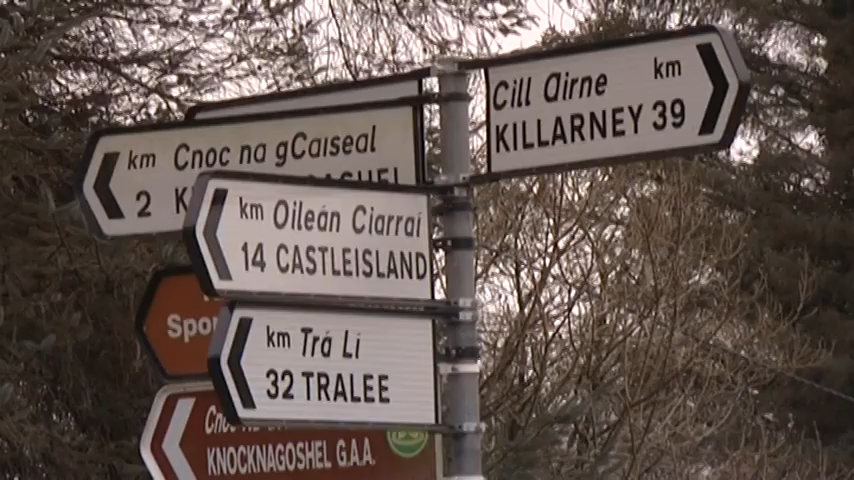 Cill Airne km
KILLARNEY 39
km Cnoc na gCaiseal
2
km Oileán Ciarraí
14 CASTLEISLAND
km Trá Lí
32 TRALEE
KNOCKNAGOSHEL G.A.A.